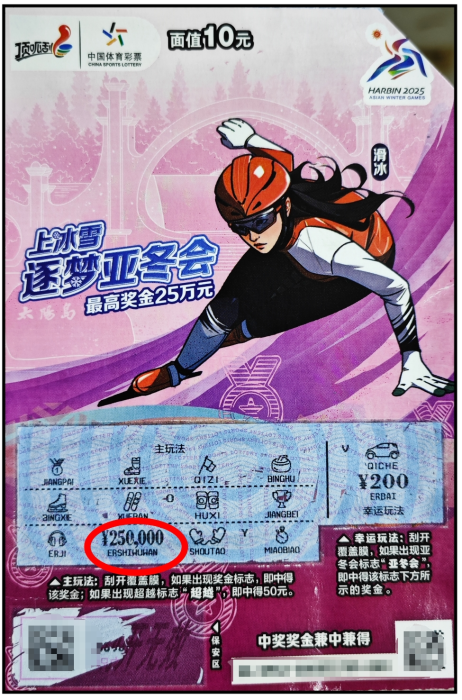 顶呱刮
中国体育彩票
CHINA SPORTS LOTTERY
面值10元
HARBIN 2025
ASIAN WINTER GAMES
滑冰
上冰雪
逐梦亚冬会
最高奖金25万元
太陽島
主玩法
JIANGPAI
XUEXIE
QIZI
BINGHU
BINGXIE
XUEBAN
HUXI
JIANGBEI
ERJI
¥250,000
ERSHIWUWAN
SHOUTAO
MIAOBIAO
QICHE
¥200
ERBAI
幸运玩法
▲ 主玩法：刮开覆盖膜，如果出现奖金标志，即中得
该奖金；如果出现超越标志“超越”，即中得50元。
▲ 幸运玩法：刮开
覆盖膜，如果出现亚
冬会标志“亚冬会”，
即中得该标志下方所
示的奖金。
保安区
中奖奖金兼中兼得